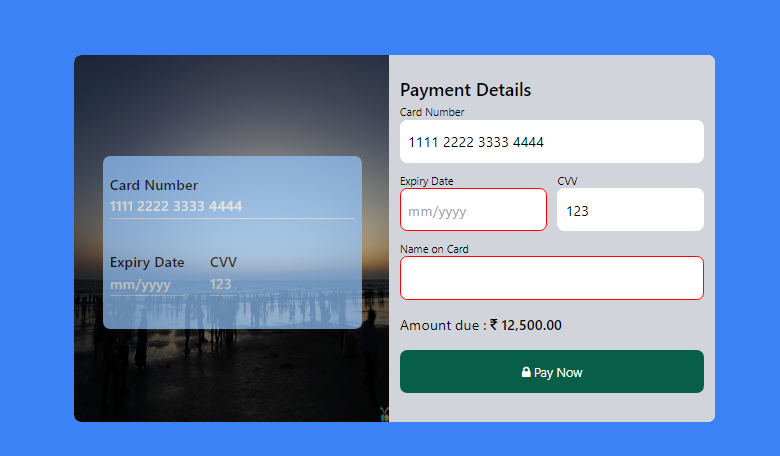 Card Number
1111 2222 3333 4444
Expiry Date CVV
mm/yyyy 123
Payment Details
Card Number
1111 2222 3333 4444
Expiry Date CVV
mm/yyyy 123
Name on Card
Amount due : ₹ 12,500.00
Pay Now